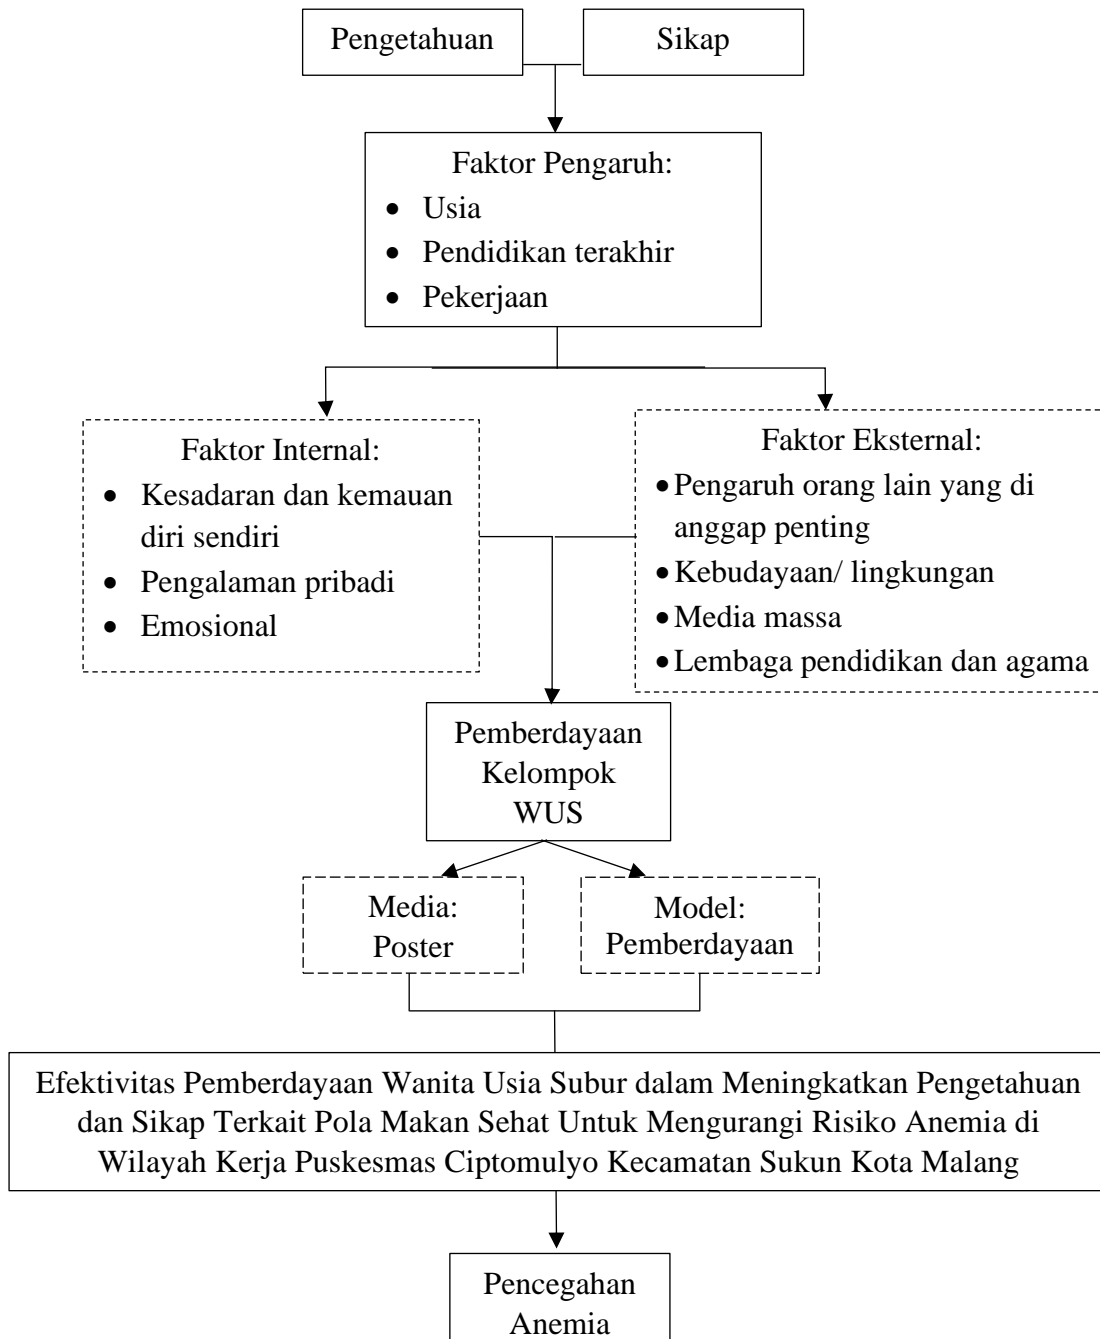 Pengetahuan
Sikap
Faktor Pengaruh:
• Usia
• Pendidikan terakhir
• Pekerjaan
Faktor Internal:
• Kesadaran dan kemauan
diri sendiri
• Pengalaman pribadi
• Emosional
Faktor Eksternal:
• Pengaruh orang lain yang di
anggap penting
• Kebudayaan/ lingkungan
• Media massa
• Lembaga pendidikan dan agama
Pemberdayaan
Kelompok
WUS
Media:
Poster
Model:
Pemberdayaan
Efektivitas Pemberdayaan Wanita Usia Subur dalam Meningkatkan Pengetahuan
dan Sikap Terkait Pola Makan Sehat Untuk Mengurangi Risiko Anemia di
Wilayah Kerja Puskesmas Ciptomulyo Kecamatan Sukun Kota Malang
Pencegahan
Anemia